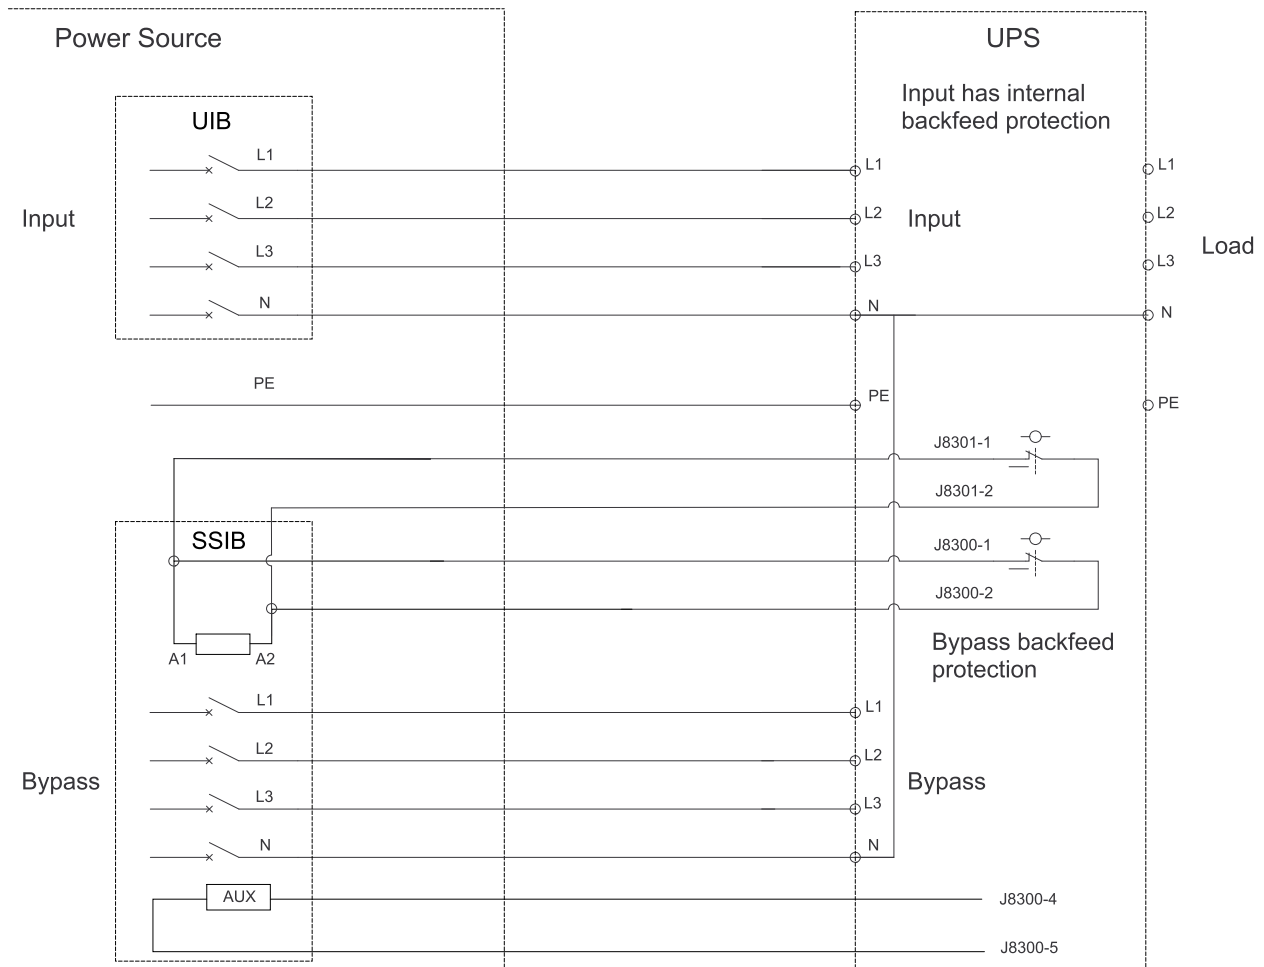 Power Source
UPS
Input has internal
backfeed protection
UIB
L1
L1
L1
L2
L2
L2
Input
Input
Load
L3
L3
L3
N
N
N
PE
PE
PE
J8301-1
J8301-2
SSIB
J8300-1
J8300-2
A1
A2
Bypass backfeed
protection
L1
L1
L2
L2
Bypass
Bypass
L3
L3
N
N
AUX
J8300-4
J8300-5